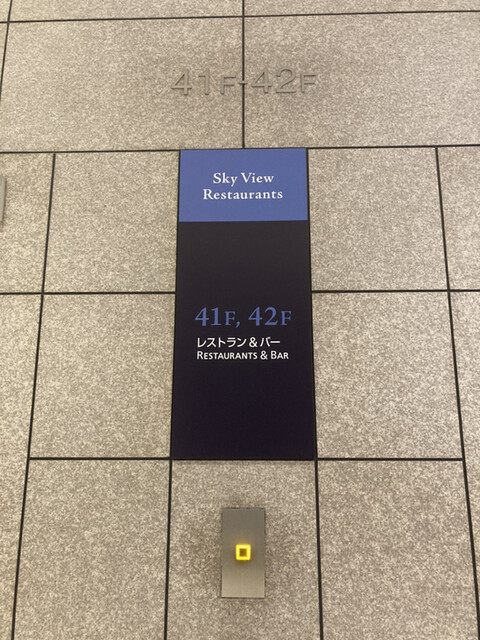 41F-42F
Sky View
Restaurants
41F, 42F
レストラン & バー
RESTAURANTS & BAR